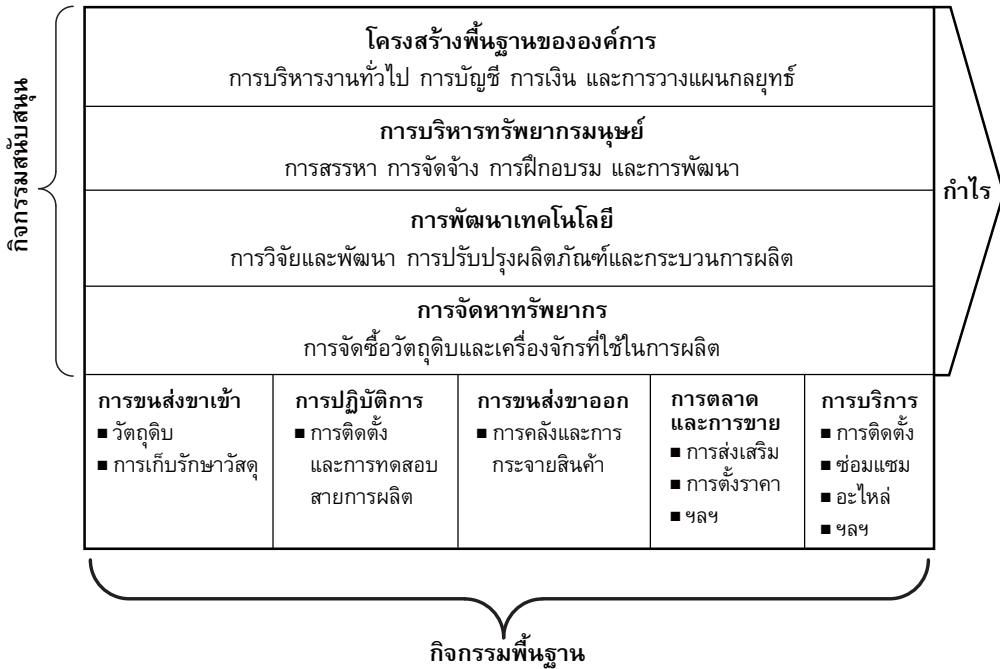 กิจกรรมสนับสนุน
โครงสร้างพื้นฐานขององค์การ
การบริหารงานทั่วไป การบัญชี การเงิน และการวางแผนกลยุทธ์
การบริหารทรัพยากรมนุษย์
การสรรหา การจัดจ้าง การฝึกอบรม และการพัฒนา
การพัฒนาเทคโนโลยี
การวิจัยและพัฒนา การปรับปรุงผลิตภัณฑ์และกระบวนการผลิต
การจัดหาทรัพยากร
การจัดซื้อวัตถุดิบและเครื่องจักรที่ใช้ในการผลิต
กำไร
การขนส่งขาเข้า
■ วัตถุดิบ
■ การเก็บรักษาวัสดุ
การปฏิบัติการ
■ การติดตั้ง
และการทดสอบ
สายการผลิต
การขนส่งขาออก
■ การคลังและการ
กระจายสินค้า
การตลาด
และการขาย
■ การส่งเสริม
■ การตั้งราคา
■ ฯลฯ
การบริการ
■ การติดตั้ง
■ ซ่อมแซม
■ อะไหล่
■ ฯลฯ
กิจกรรมพื้นฐาน